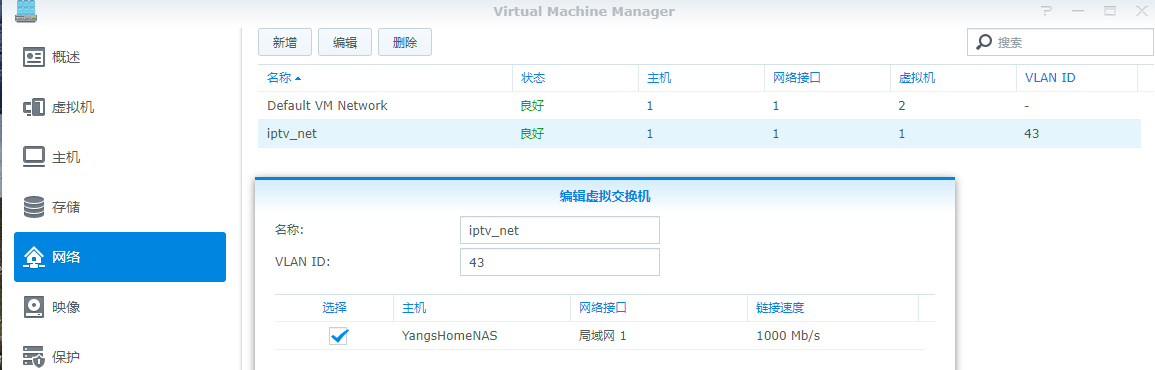 Virtual Machine Manager
概述
虚拟机
主机
存储
网络
映像
保护
新增 编辑 删除 搜索
名称 状态 主机 网络接口 虚拟机 VLAN ID
Default VM Network 良好 1 1 2 -
iptv_net 良好 1 1 1 43
编辑虚拟交换机
名称: iptv_net
VLAN ID: 43
选择 主机 网络接口 链接速度
YangsHomeNAS 局域网 1 1000 Mb/s